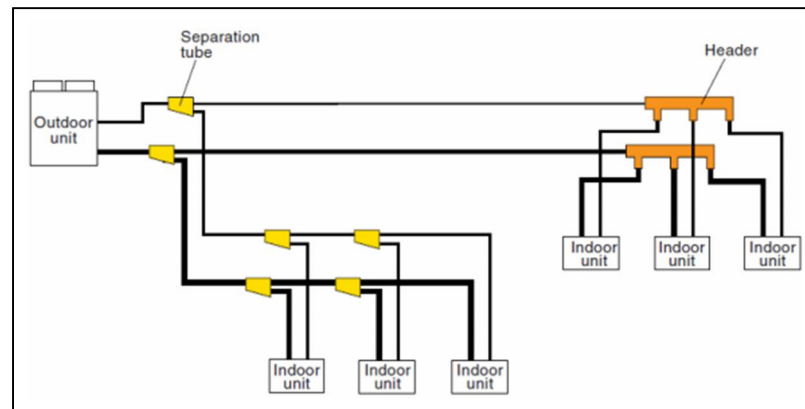 Separation
tube
Header
Outdoor
unit
Indoor
unit
Indoor
unit
Indoor
unit
Indoor
unit
Indoor
unit
Indoor
unit